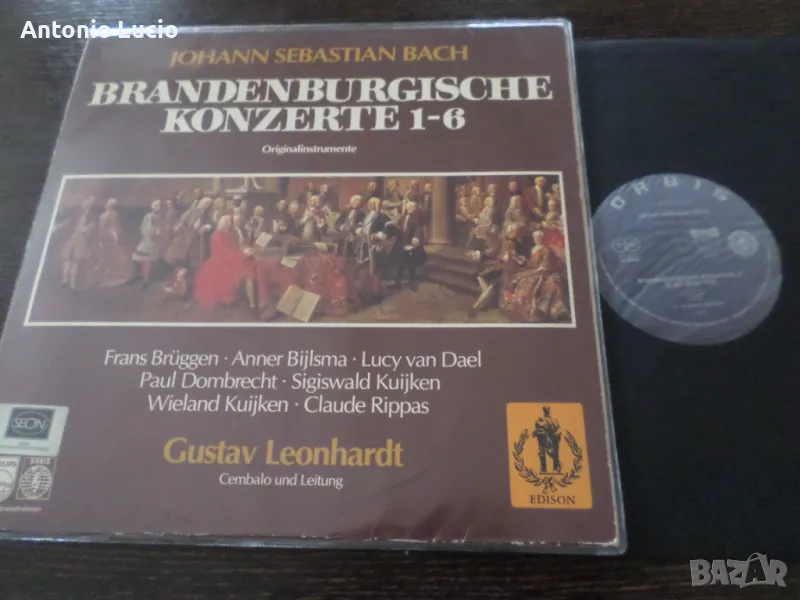 Antonio Lucio
JOHANN SEBASTIAN BACH
BRANDENBURGISCHE
KONZERTE 1-6
Originalinstrumente
Frans Brüggen · Anner Bijlsma · Lucy van Dael
Paul Dombrecht · Sigiswald Kuijken
Wieland Kuijken · Claude Rippas
Gustav Leonhardt
Cembalo und Leitung
SEON
ORBIS
EDISON
ORBIS
BAZAR